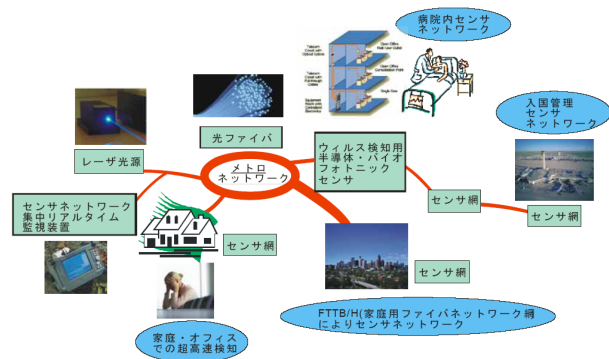 病院内センサ
ネットワーク
入国管理
センサ
ネットワーク
光ファイバ
レーザ光源
メトロ
ネットワーク
ウィルス検知用
半導体・バイオ
フォトニック
センサ
センサネットワーク
集中リアルタイム
監視装置
センサ網
センサ網
センサ網
センサ網
家庭・オフィス
での超高速検知
FTTB/H(家庭用ファイバネットワーク網
によりセンサネットワーク